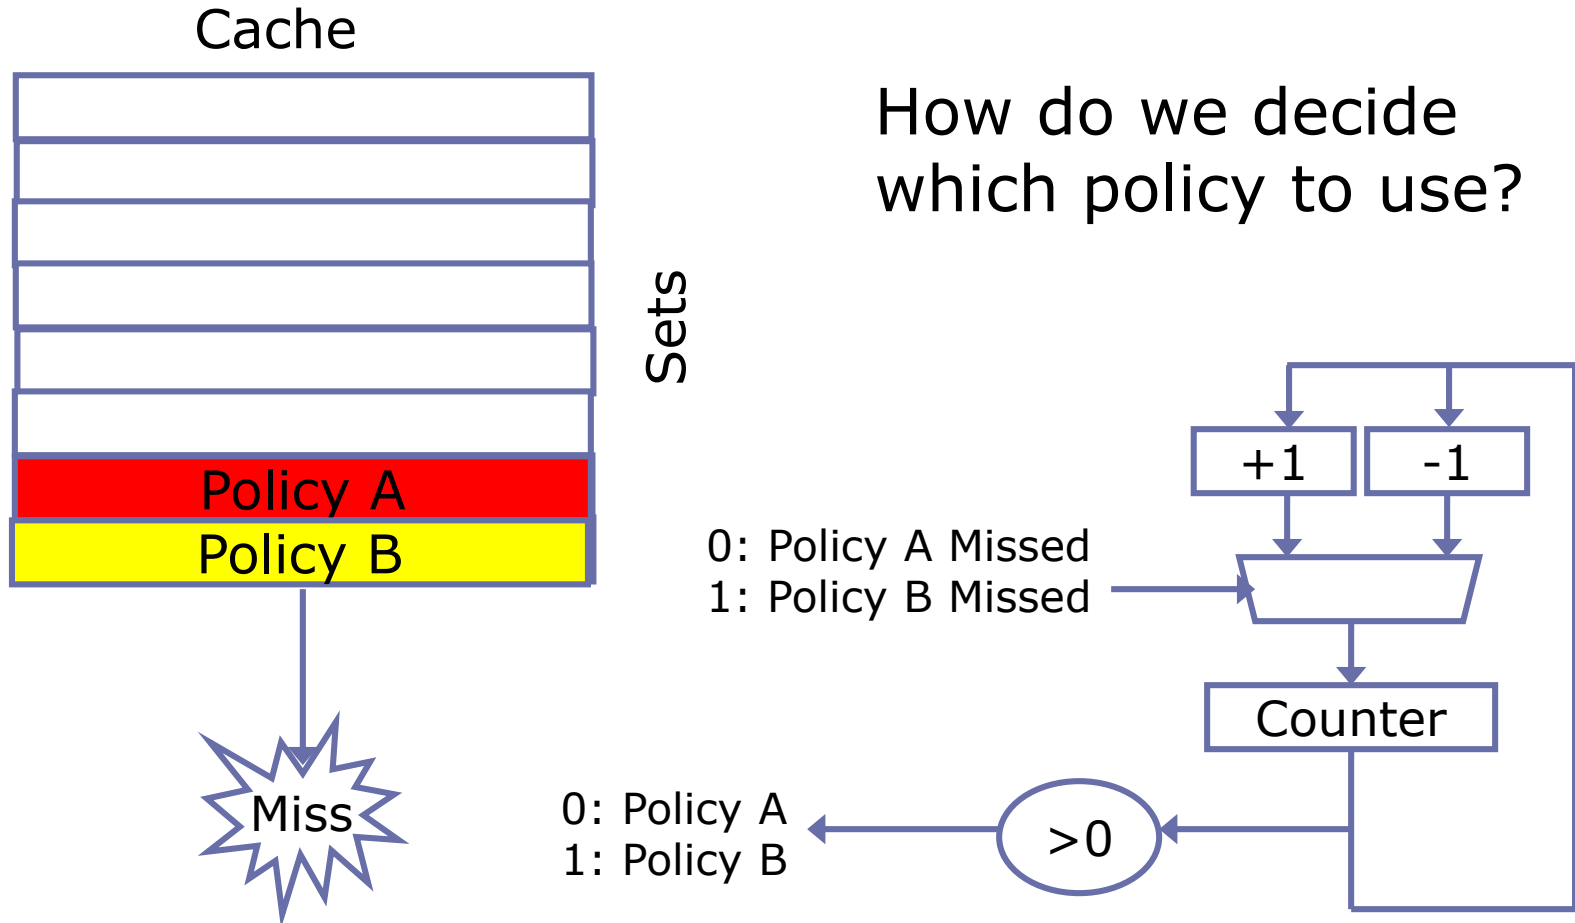 Cache
How do we decide
which policy to use?
Sets
Policy A
Policy B
+1
-1
0: Policy A Missed
1: Policy B Missed
Counter
Miss
0: Policy A
1: Policy B
>0